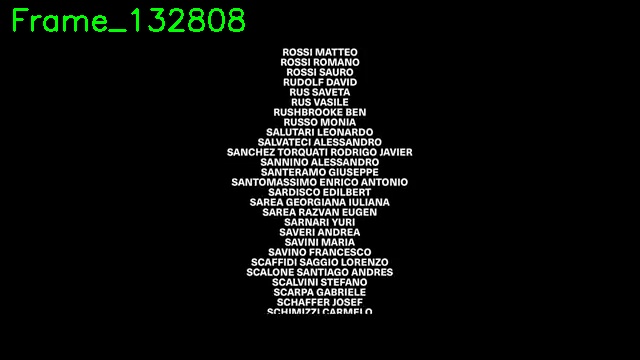 Frame_132808
ROSSI MATTEO
ROSSI ROMANO
ROSSI SAURO
RUDOLF DAVID
RUS SAVETA
RUS VASILE
RUSHBROOKE BEN
RUSSO MONIA
SALUTARI LEONARDO
SALVATECI ALESSANDRO
SANCHEZ TORQUATI RODRIGO JAVIER
SANNINO ALESSANDRO
SANTERAMO GIUSEPPE
SANTOMASSIMO ENRICO ANTONIO
SARDISCO EDILBERT
SAREA GEORGIANA IULIANA
SAREA RAZVAN EUGEN
SARNARI YURI
SAVERI ANDREA
SAVINI MARIA
SAVINO FRANCESCO
SCAFFIDI SAGGIO LORENZO
SCALONE SANTIAGO ANDRES
SCALVINI STEFANO
SCARPA GABRIELE
SCHAFFER JOSEF
SCHIMIZZI CARMELO